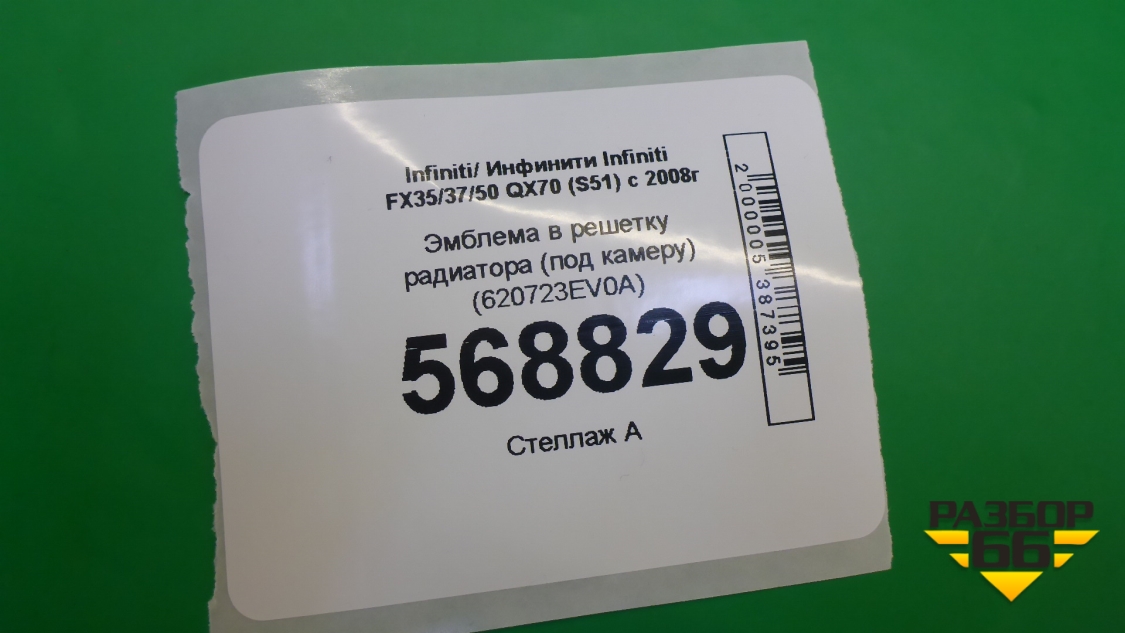 Infiniti/ Инфинити Infiniti
FX35/37/50 QX70 (S51) с 2008г
Эмблема в решетку
радиатора (под камеру)
(620723EV0A)
568829
Стеллаж А
2000005387395
РАЗБОР
66